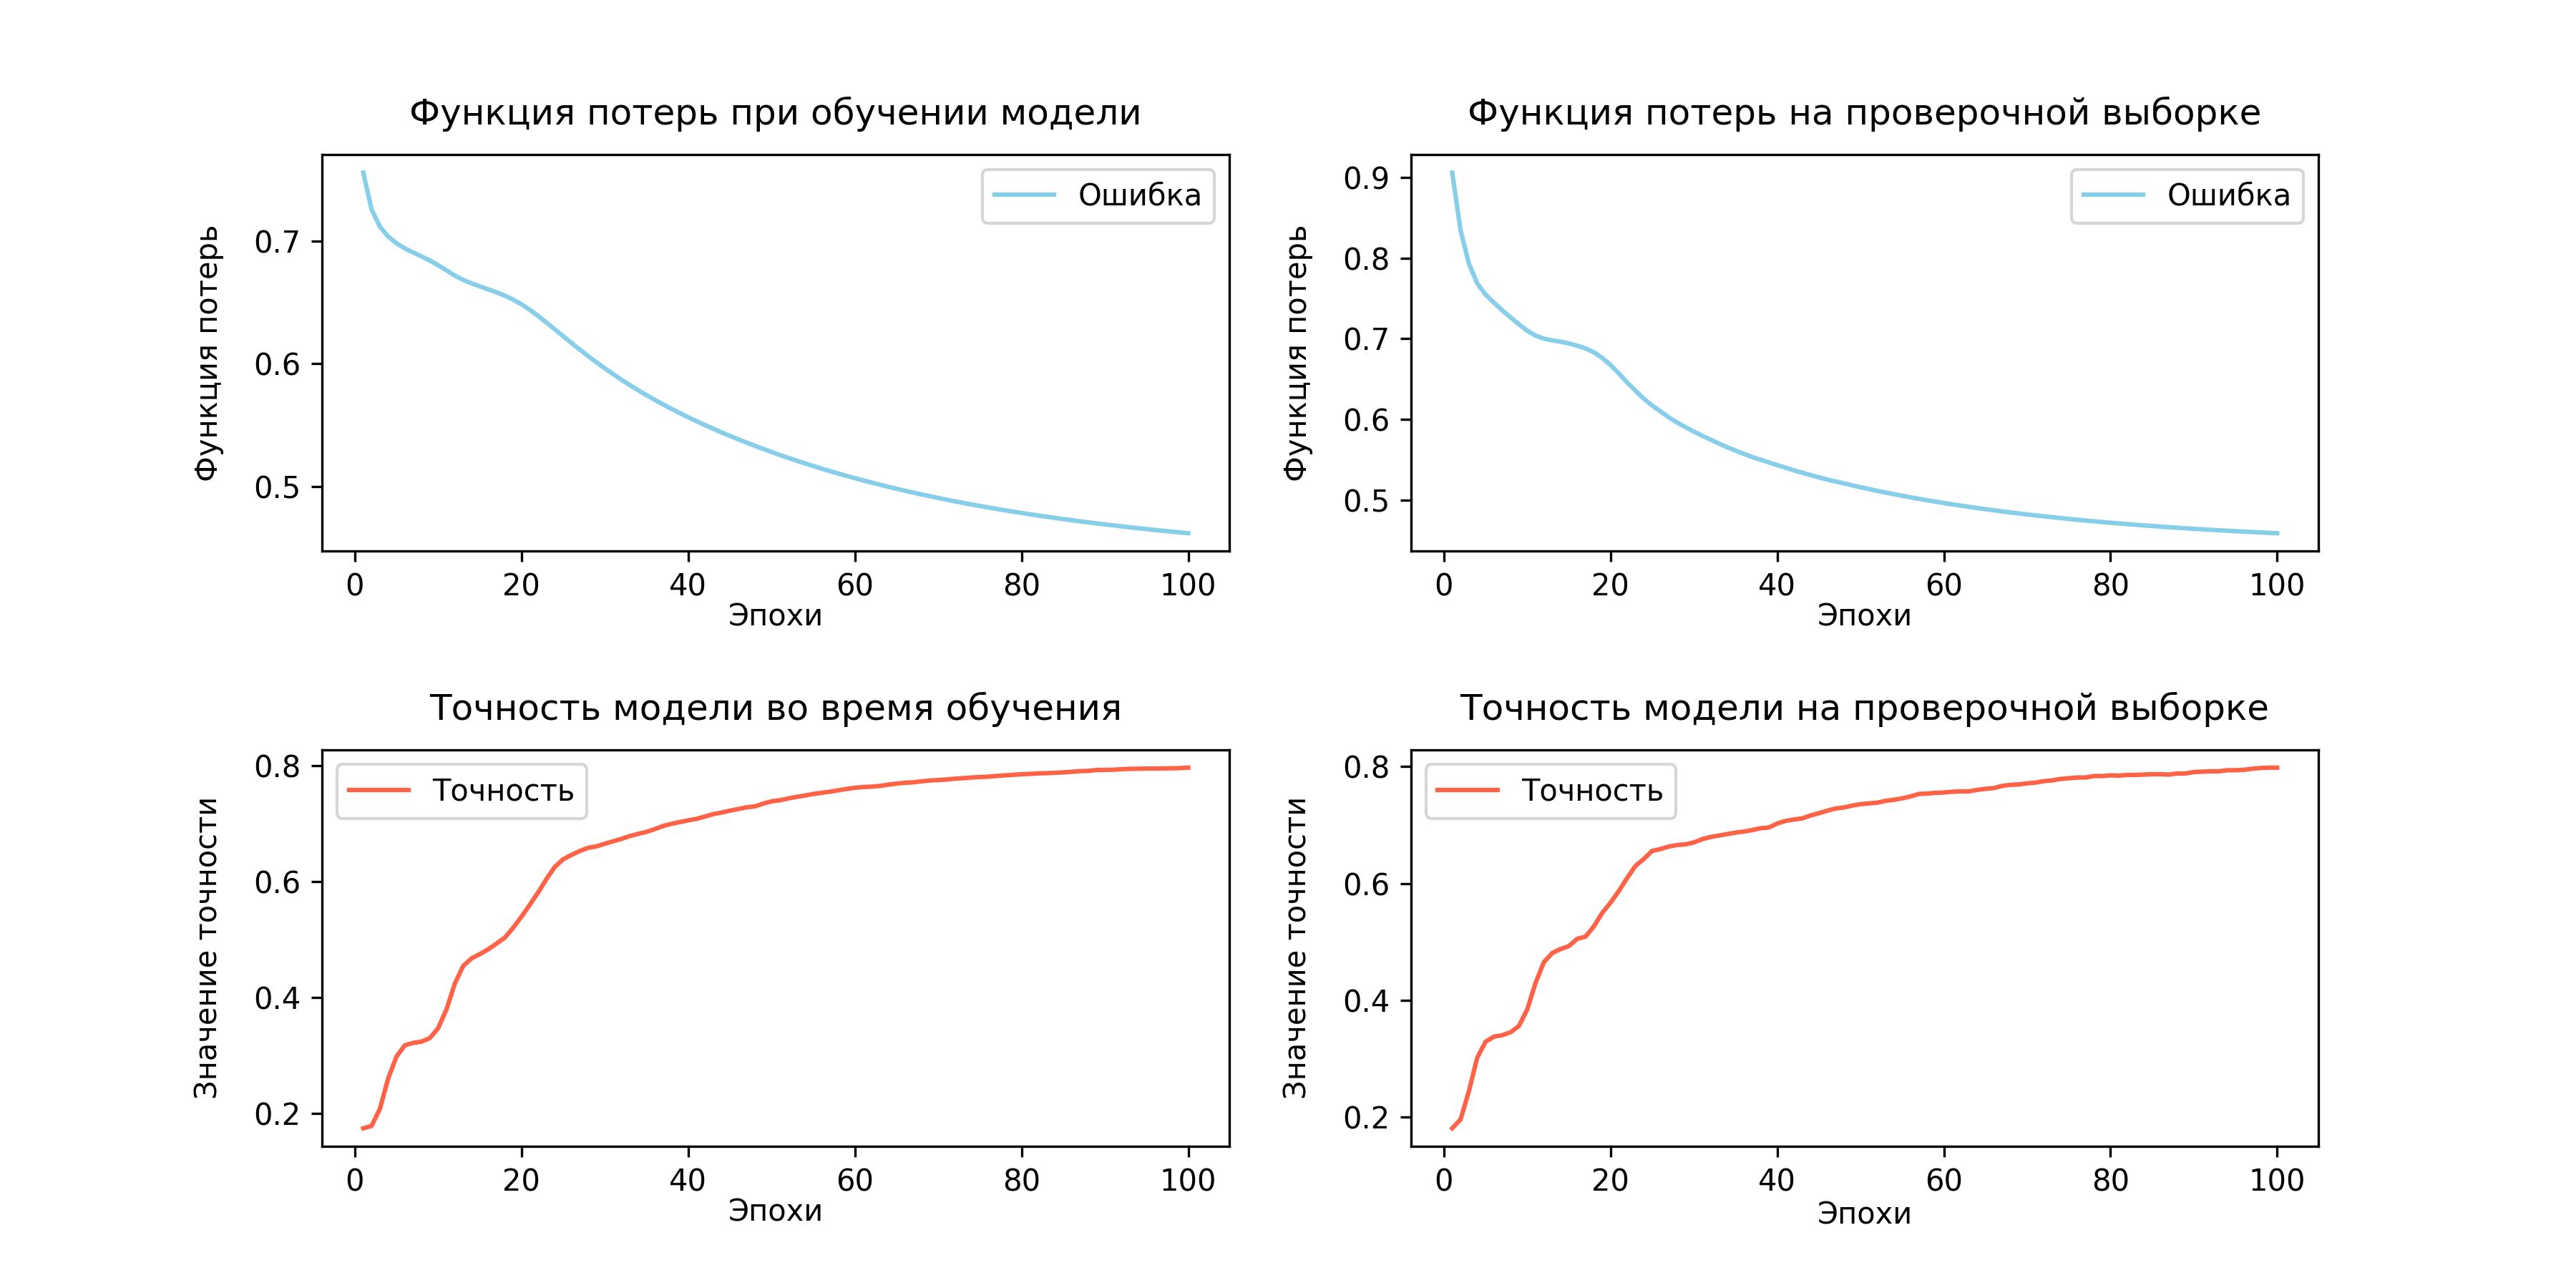 Функция потерь при обучении модели
Ошибка
Функция потерь
0.7
0.6
0.5
0 20 40 60 80 100
Эпохи
Функция потерь на проверочной выборке
Ошибка
Функция потерь
0.9
0.8
0.7
0.6
0.5
0 20 40 60 80 100
Эпохи
Точность модели во время обучения
Точность
Значение точности
0.8
0.6
0.4
0.2
0 20 40 60 80 100
Эпохи
Точность модели на проверочной выборке
Точность
Значение точности
0.8
0.6
0.4
0.2
0 20 40 60 80 100
Эпохи